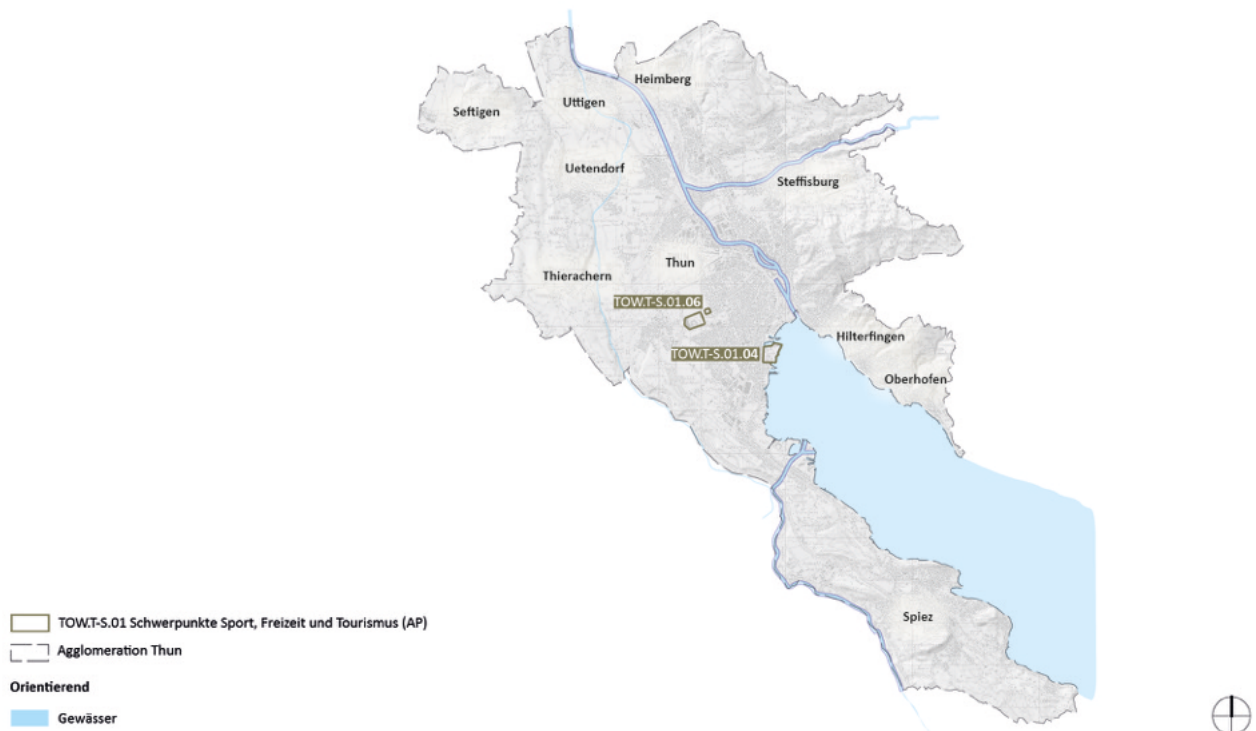 Heimberg
Uttigen
Seftigen
Uetendorf
Steffisburg
Thun
Thierachern
TOW.T-S.01.06
Hilterfingen
TOW.T-S.01.04
Oberhofen
Spiez
TOW.T-S.01 Schwerpunkte Sport, Freizeit und Tourismus (AP)
Agglomeration Thun
Orientierend
Gewässer